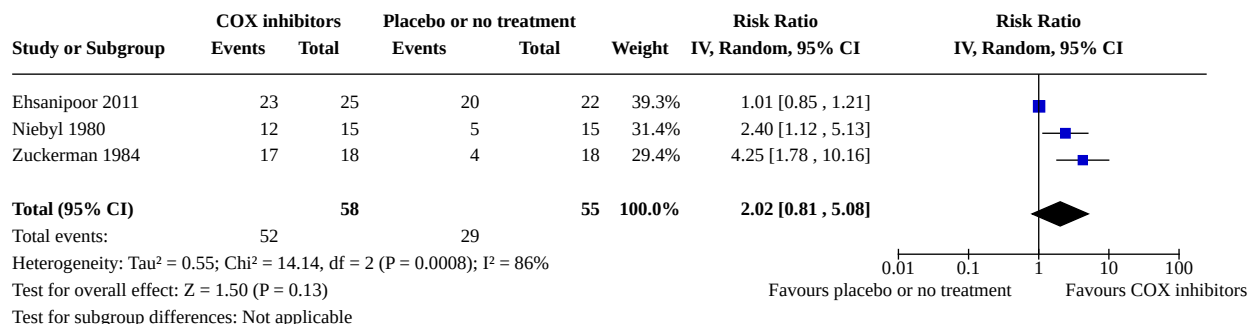 COX inhibitors Placebo or no treatment Risk Ratio Risk Ratio
Study or Subgroup Events Total Events Total Weight IV, Random, 95% CI IV, Random, 95% CI
Ehsanipoor 2011 23 25 20 22 39.3% 1.01 [0.85 , 1.21]
Niebyl 1980 12 15 5 15 31.4% 2.40 [1.12 , 5.13]
Zuckerman 1984 17 18 4 18 29.4% 4.25 [1.78 , 10.16]
Total (95% CI) 58 55 100.0% 2.02 [0.81 , 5.08]
Total events: 52 29
Heterogeneity: Tau² = 0.55; Chi² = 14.14, df = 2 (P = 0.0008); I² = 86%
0.01 0.1 1 10 100
Test for overall effect: Z = 1.50 (P = 0.13)
Favours placebo or no treatment Favours COX inhibitors
Test for subgroup differences: Not applicable